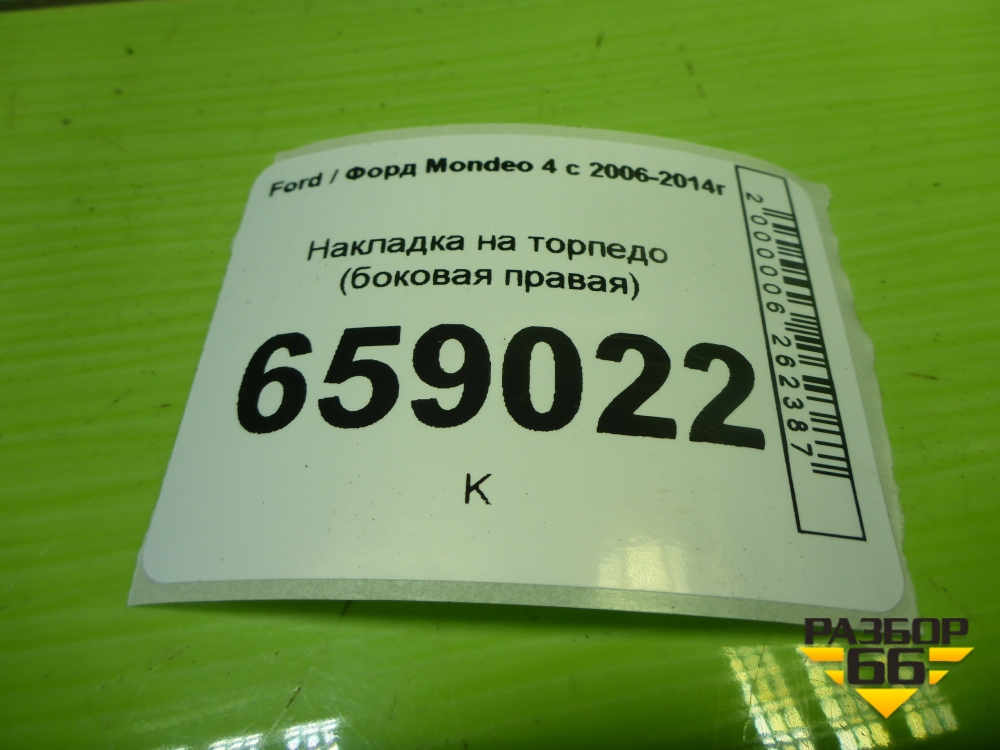 Ford / Форд Mondeo 4 с 2006-2014г
Накладка на торпедо
(боковая правая)
659022
К
2000006262387
РАЗБОР
66